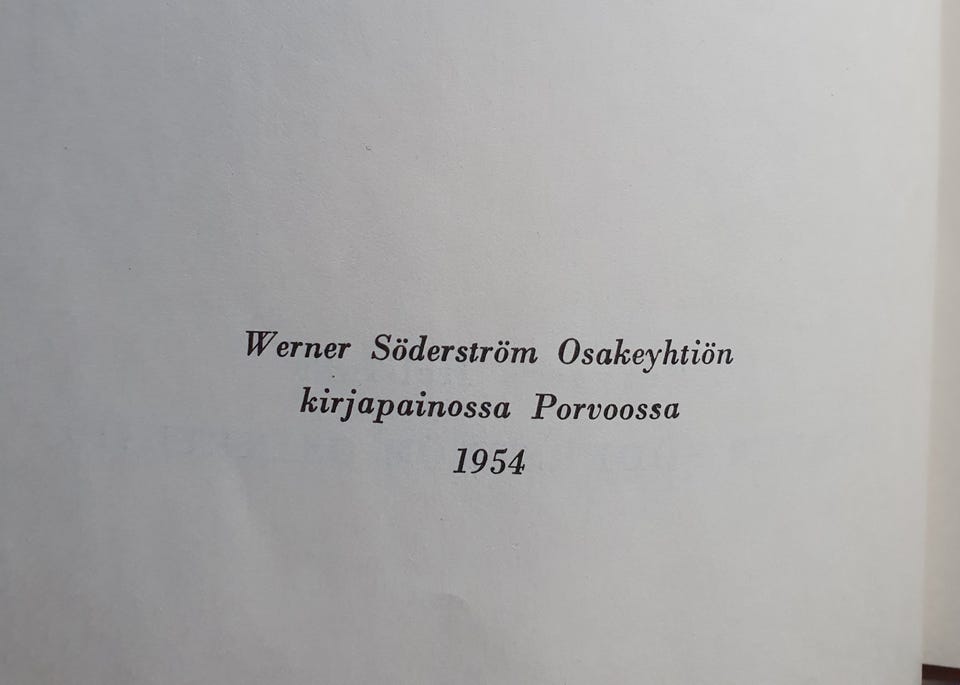 Werner Söderström Osakeyhtiön
kirjapainossa Porvoossa
1954